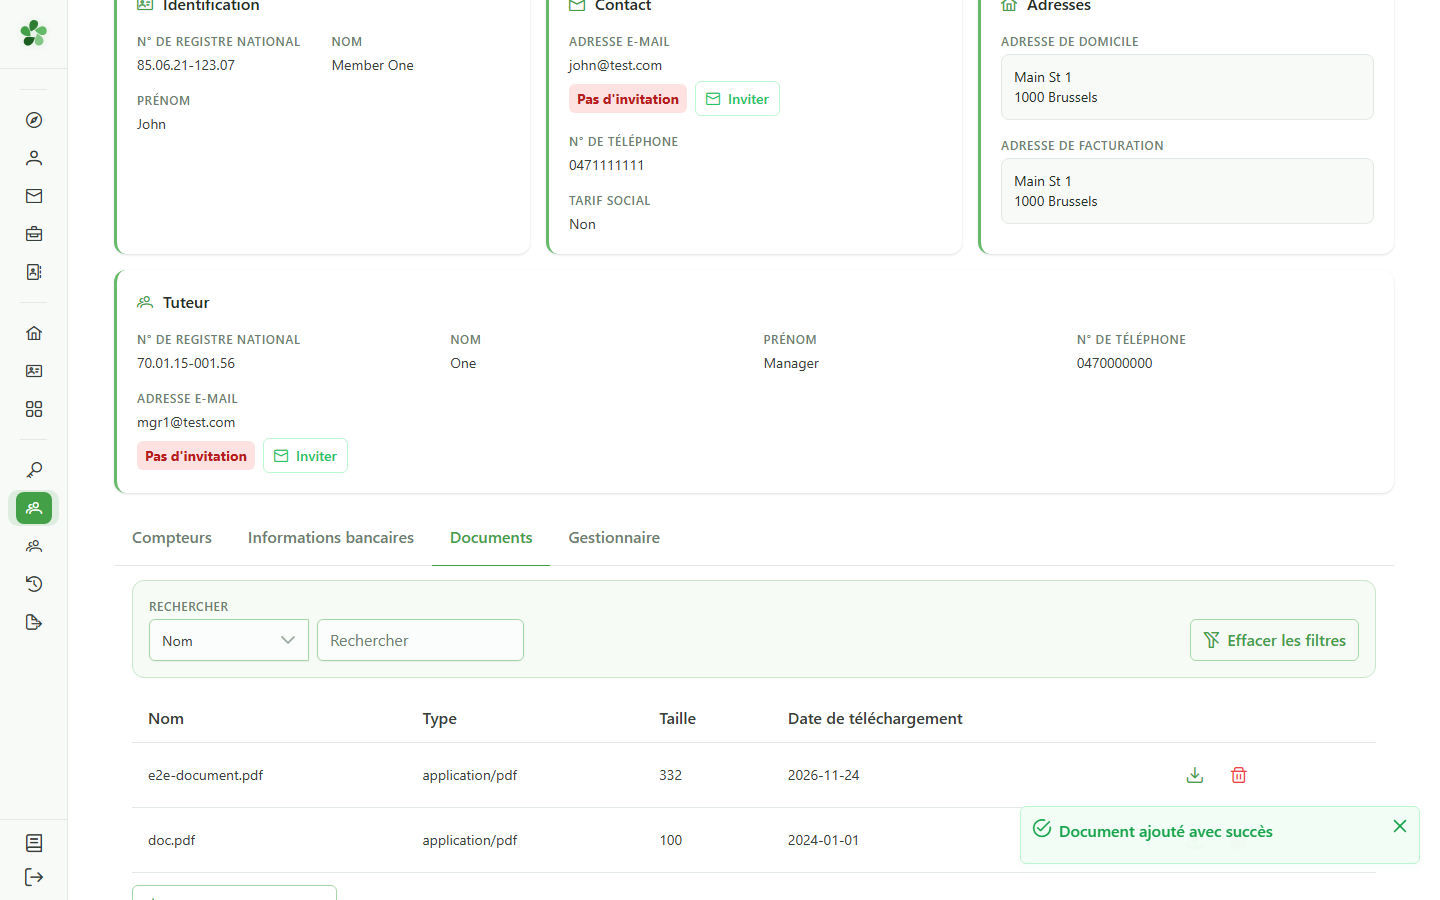 Identification
N° DE REGISTRE NATIONAL
NOM
85.06.21-123.07
Member One
PRÉNOM
John
Contact
ADRESSE E-MAIL
john@test.com
Pas d'invitation
Inviter
N° DE TÉLÉPHONE
0471111111
TARIF SOCIAL
Non
Adresses
ADRESSE DE DOMICILE
Main St 1
1000 Brussels
ADRESSE DE FACTURATION
Main St 1
1000 Brussels
Tuteur
N° DE REGISTRE NATIONAL
NOM
PRÉNOM
N° DE TÉLÉPHONE
70.01.15-001.56
One
Manager
0470000000
ADRESSE E-MAIL
mgr1@test.com
Pas d'invitation
Inviter
Compteurs
Informations bancaires
Documents
Gestionnaire
RECHERCHER
Nom
Rechercher
Effacer les filtres
Nom
Type
Taille
Date de téléchargement
e2e-document.pdf
application/pdf
332
2026-11-24
doc.pdf
application/pdf
100
2024-01-01
Document ajouté avec succès